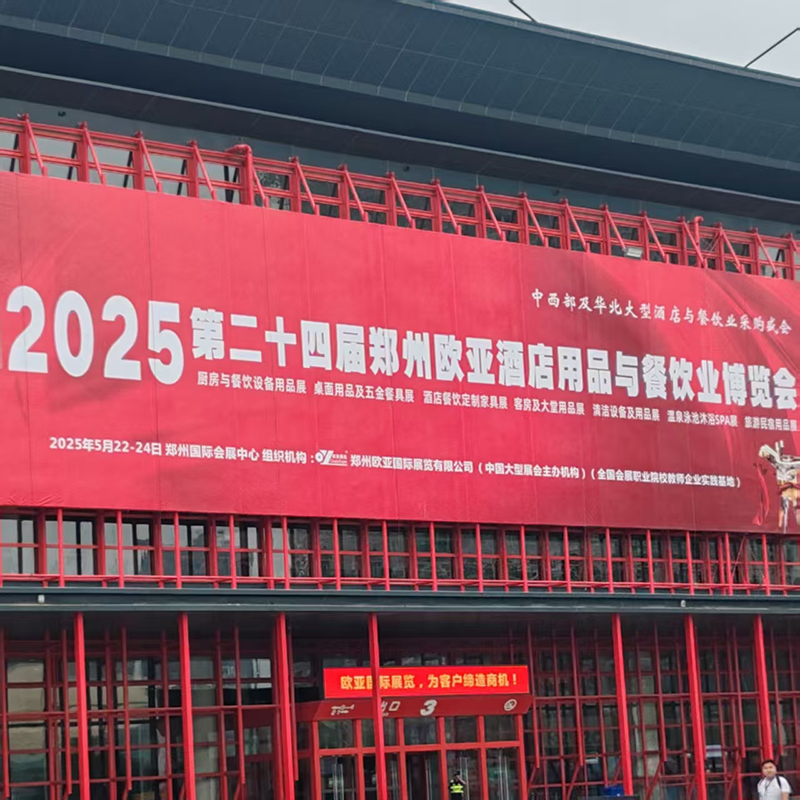 中西部及华北大型酒店与餐饮业采购盛会
2025第二十四届郑州欧亚酒店用品与餐饮业博览会
厨房与餐饮设备用品展 桌面用品及五金餐具展 酒店餐饮定制家具展 客房及大堂用品展 清洁设备及用品展 温泉泳池沐浴SPA展 旅游民宿用品展
2025年5月22-24日 郑州国际会展中心 组织机构：郑州欧亚国际展览有限公司（中国大型展会主办机构）（全国会展职业院校教师企业实践基地）
欧亚国际展览，为客户缔造商机！
口 3